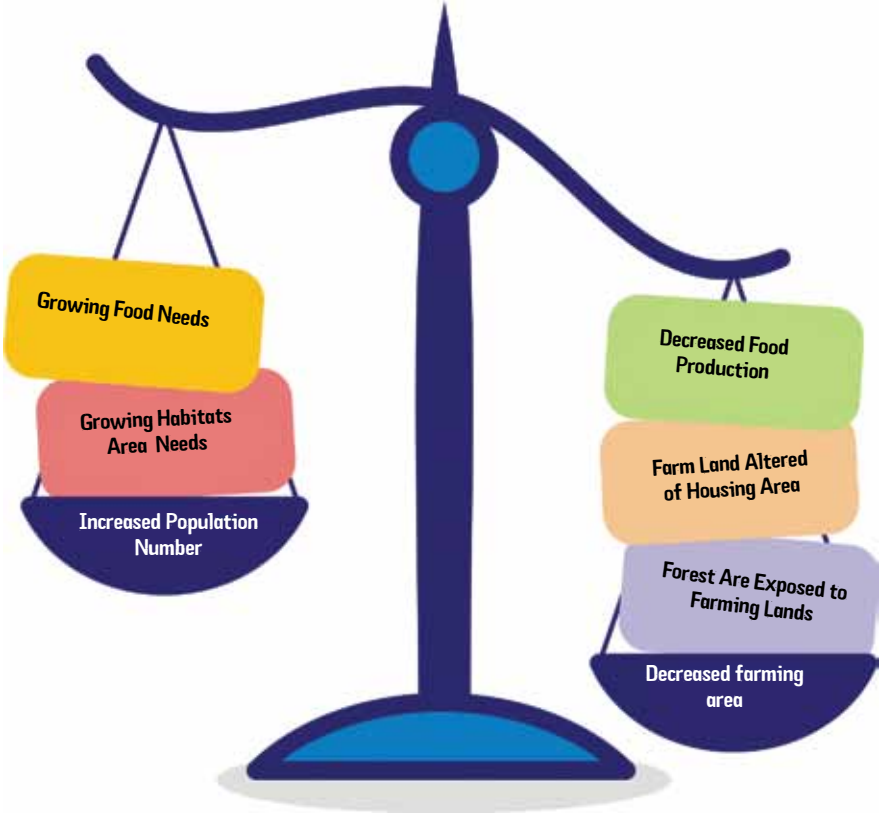 Growing Food Needs
Growing Habitats
Area Needs
Increased Population
Number
Decreased Food
Production
Farm Land Altered
of Housing Area
Forest Are Exposed to
Farming Lands
Decreased farming
area